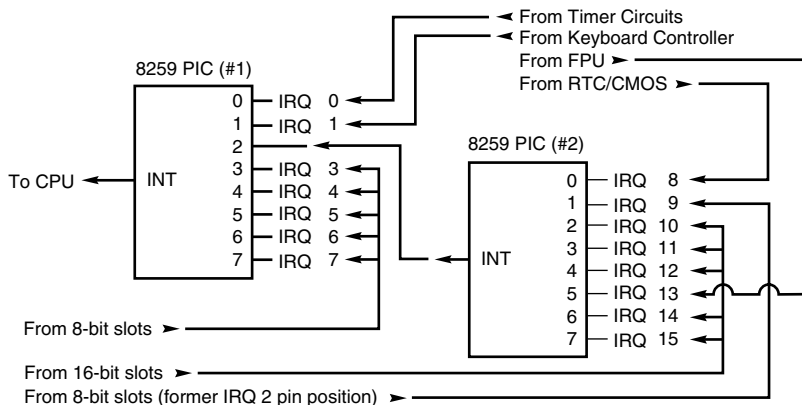 From Timer Circuits
From Keyboard Controller
From FPU
From RTC/CMOS
8259 PIC (#1)
0 IRQ 0
1 IRQ 1
2
3 IRQ 3
4 IRQ 4
5 IRQ 5
6 IRQ 6
7 IRQ 7
INT
To CPU
8259 PIC (#2)
0 IRQ 8
1 IRQ 9
2 IRQ 10
3 IRQ 11
4 IRQ 12
5 IRQ 13
6 IRQ 14
7 IRQ 15
INT
From 8-bit slots
From 16-bit slots
From 8-bit slots (former IRQ 2 pin position)